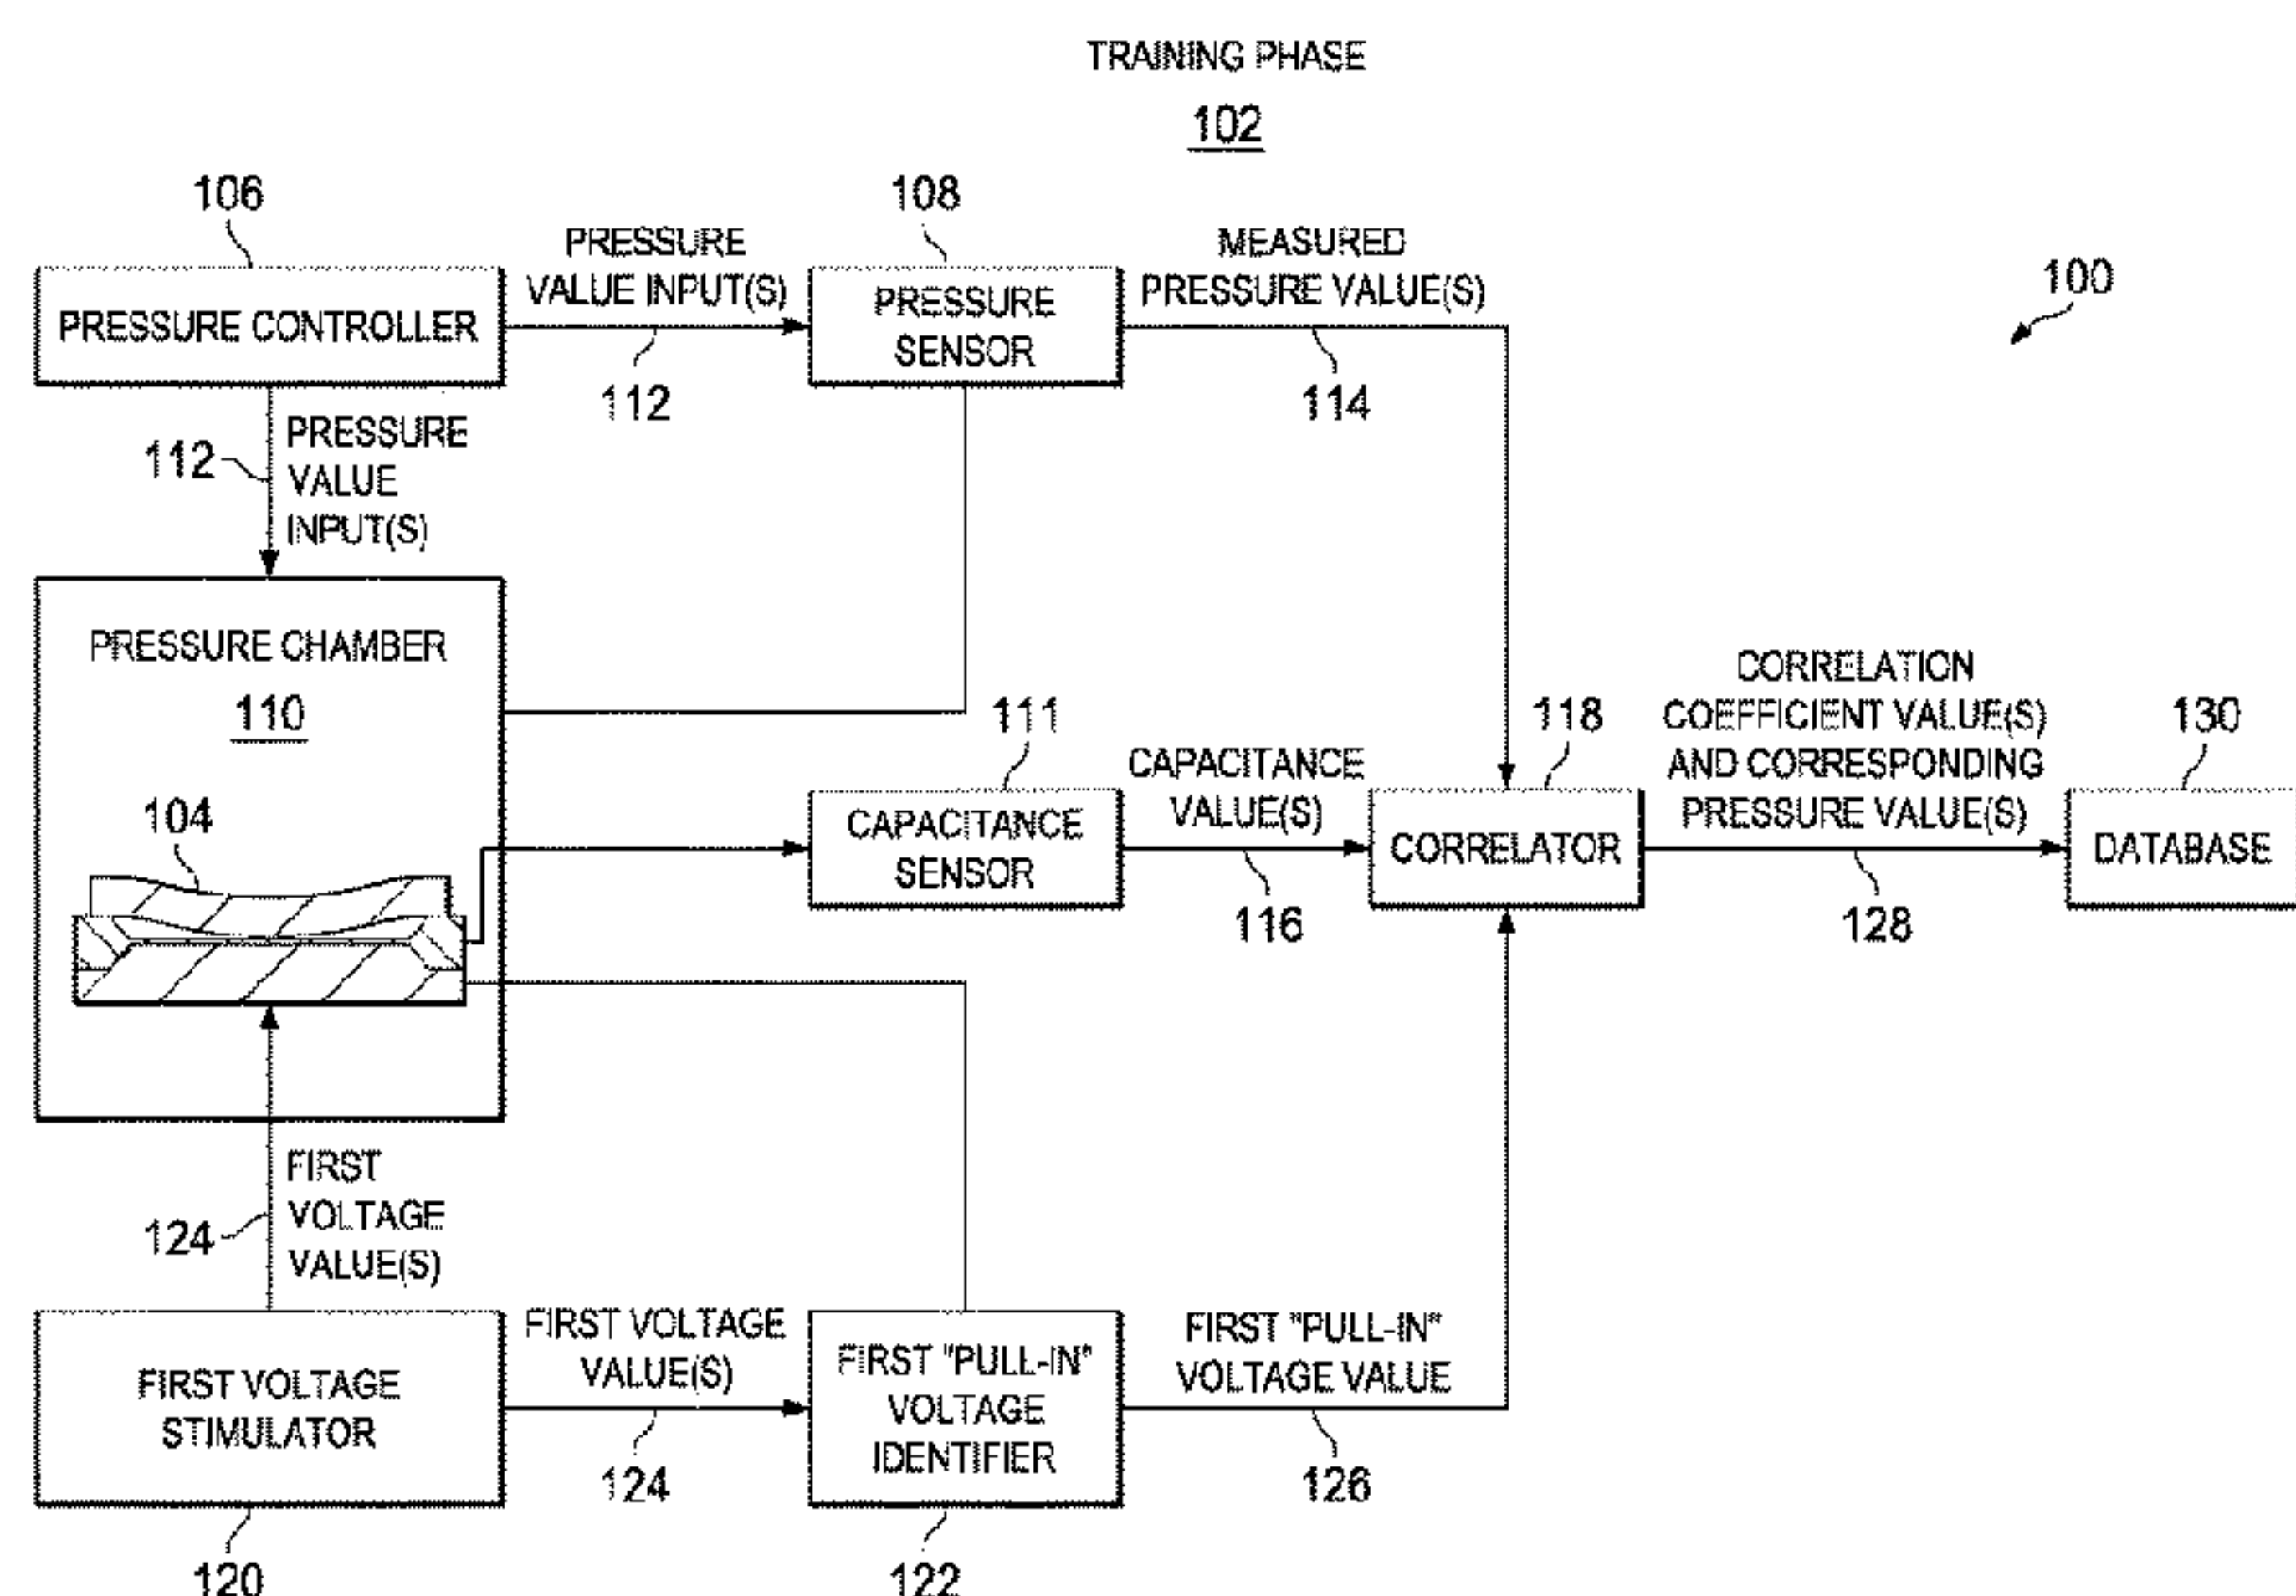 TRAINING PHASE
102
106
108
PRESSURE
VALUE INPUT(S)
MEASURED
PRESSURE VALUE(S)
100
PRESSURE CONTROLLER
PRESSURE
SENSOR
112
114
112
PRESSURE
VALUE
INPUT(S)
PRESSURE CHAMBER
110
104
111
CAPACITANCE
SENSOR
CAPACITANCE
VALUE(S)
116
118
CORRELATOR
CORRELATION
COEFFICIENT VALUE(S)
AND CORRESPONDING
PRESSURE VALUE(S)
128
130
DATABASE
124
FIRST
VOLTAGE
VALUE(S)
FIRST VOLTAGE
STIMULATOR
120
FIRST VOLTAGE
VALUE(S)
124
FIRST "PULL-IN"
VOLTAGE
IDENTIFIER
122
FIRST "PULL-IN"
VOLTAGE VALUE
126